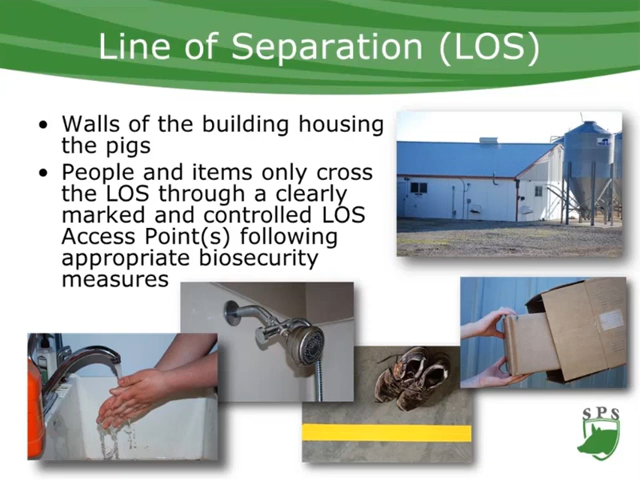 Line of Separation (LOS)
• Walls of the building housing
the pigs
• People and items only cross
the LOS through a clearly
marked and controlled LOS
Access Point(s) following
appropriate biosecurity
measures
SPS